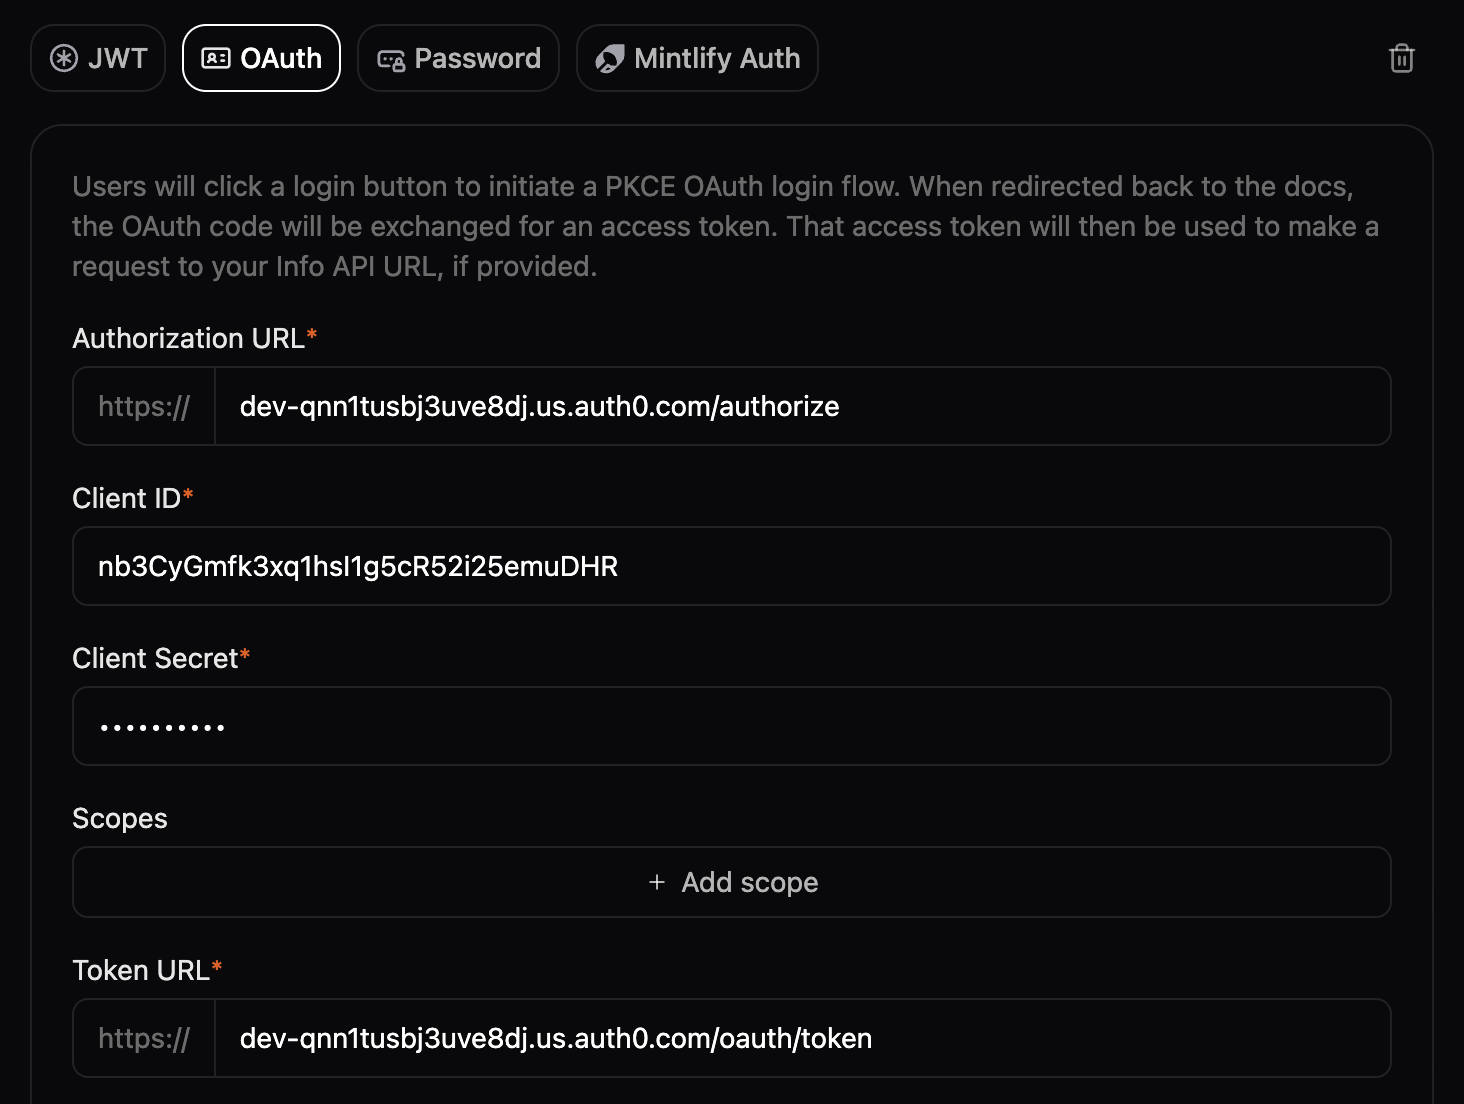 JWT
OAuth
Password
Mintlify Auth
Users will click a login button to initiate a PKCE OAuth login flow. When redirected back to the docs,
the OAuth code will be exchanged for an access token. That access token will then be used to make a
request to your Info API URL, if provided.
Authorization URL*
https://
dev-qnn1tusbj3uve8dj.us.auth0.com/authorize
Client ID*
nb3CyGmfk3xq1hsI1g5cR52i25emuDHR
Client Secret*
••••••••••
Scopes
+ Add scope
Token URL*
https://
dev-qnn1tusbj3uve8dj.us.auth0.com/oauth/token